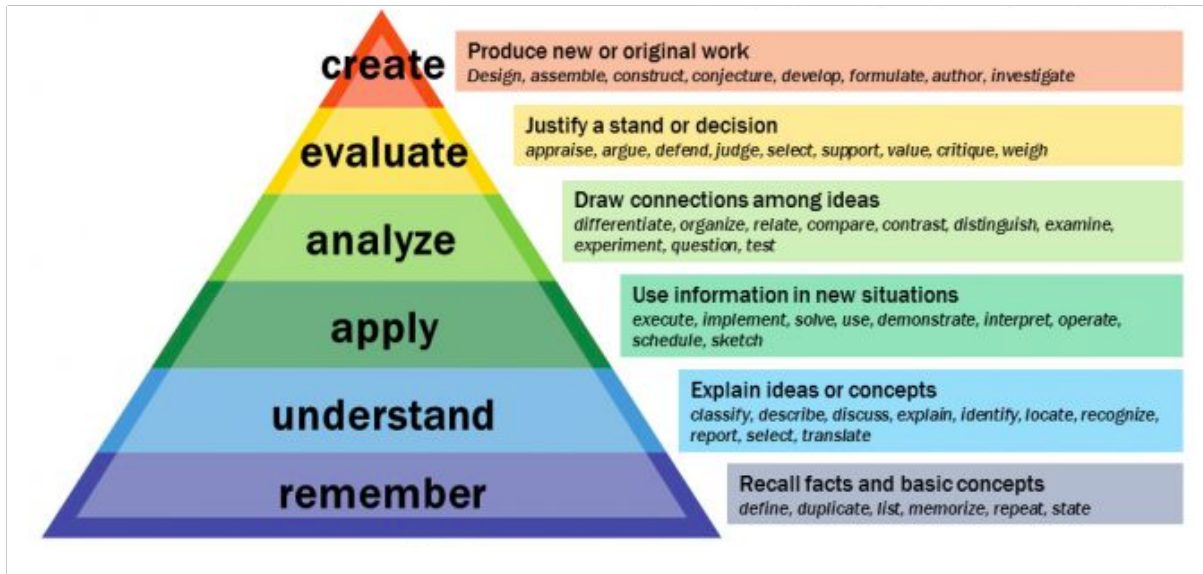 create
Produce new or original work
Design, assemble, construct, conjecture, develop, formulate, author, investigate
evaluate
Justify a stand or decision
appraise, argue, defend, judge, select, support, value, critique, weigh
analyze
Draw connections among ideas
differentiate, organize, relate, compare, contrast, distinguish, examine,
experiment, question, test
apply
Use information in new situations
execute, implement, solve, use, demonstrate, interpret, operate,
schedule, sketch
understand
Explain ideas or concepts
classify, describe, discuss, explain, identify, locate, recognize,
report, select, translate
remember
Recall facts and basic concepts
define, duplicate, list, memorize, repeat, state